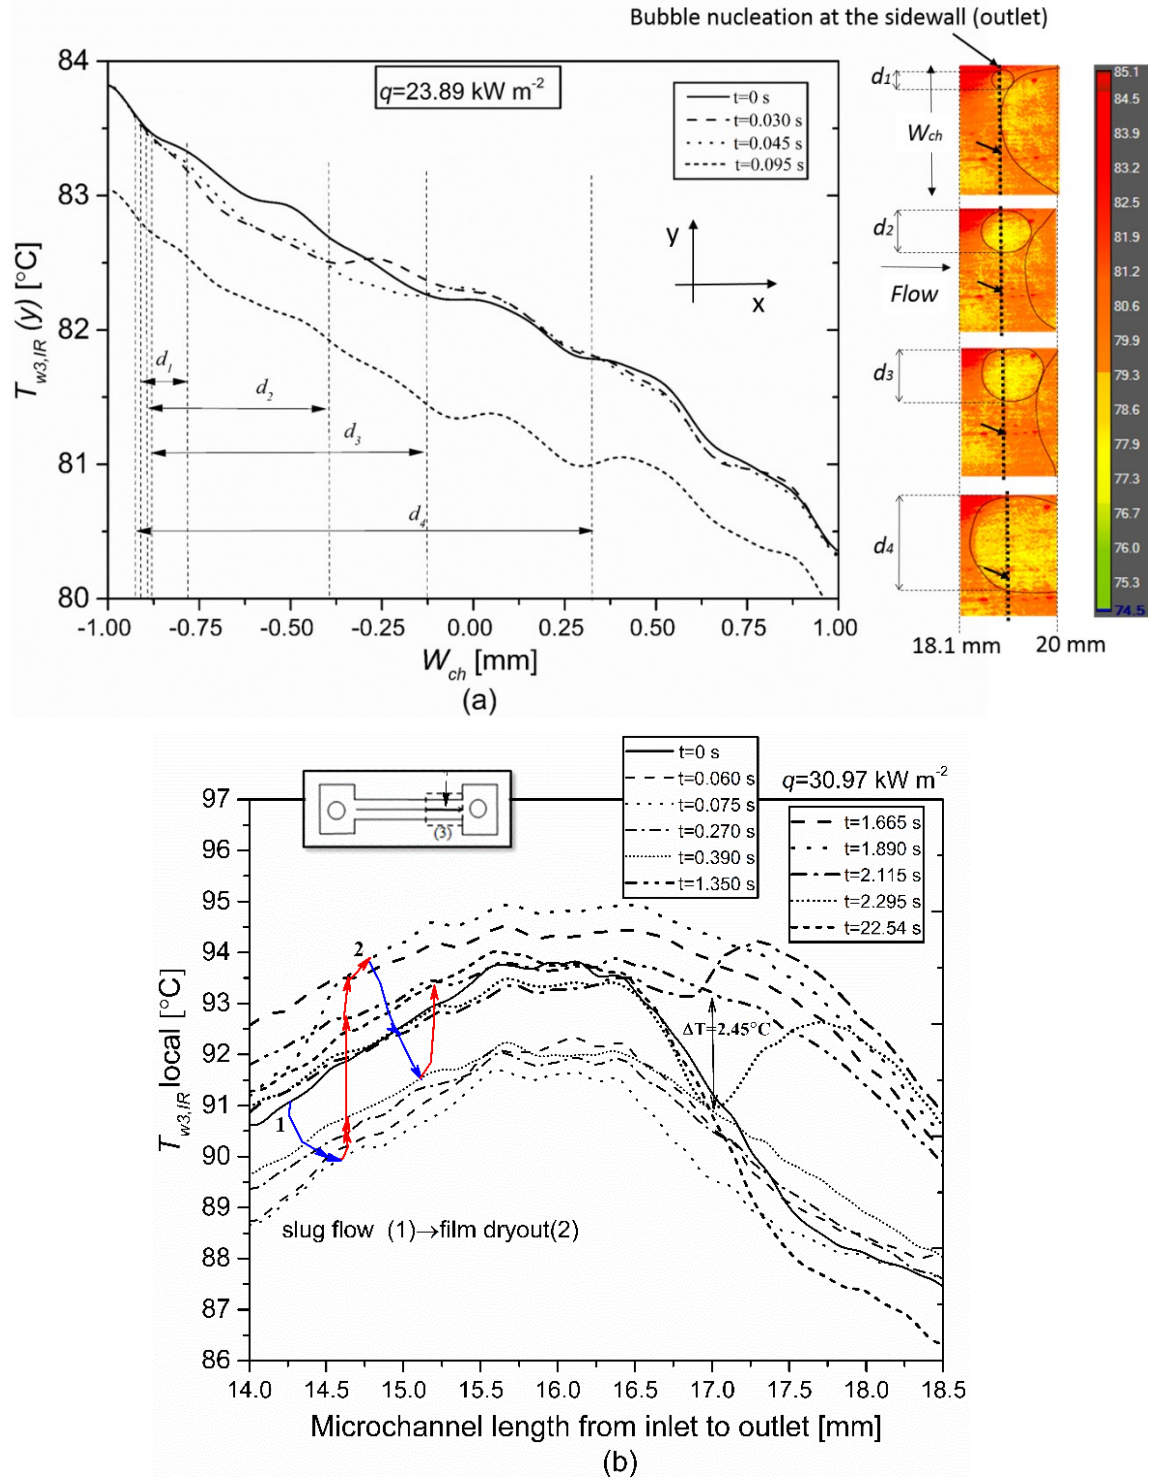 Bubble nucleation at the sidewall (outlet)
84
83
82
81
80
T_w3,IR (y) [°C]
q=23.89 kW m⁻²
t=0 s
t=0.030 s
t=0.045 s
t=0.095 s
y
x
d₁
d₂
d₃
d₄
-1.00 -0.75 -0.50 -0.25 0.00 0.25 0.50 0.75 1.00
W_ch [mm]
(a)
d₁
W_ch
d₂
Flow
d₃
d₄
18.1 mm 20 mm
85.1
84.5
83.9
83.2
82.5
81.9
81.2
80.6
79.3
78.6
77.9
77.3
76.7
76.0
75.3
74.5
(3)
t=0 s
t=0.060 s
t=0.075 s
t=0.270 s
t=0.390 s
t=1.350 s
q=30.97 kW m⁻²
t=1.665 s
t=1.890 s
t=2.115 s
t=2.295 s
t=22.54 s
97
96
95
94
93
92
91
90
89
88
87
86
T_w3,IR local [°C]
2
1
ΔT=2.45°C
slug flow (1)→film dryout(2)
14.0 14.5 15.0 15.5 16.0 16.5 17.0 17.5 18.0 18.5
Microchannel length from inlet to outlet [mm]
(b)